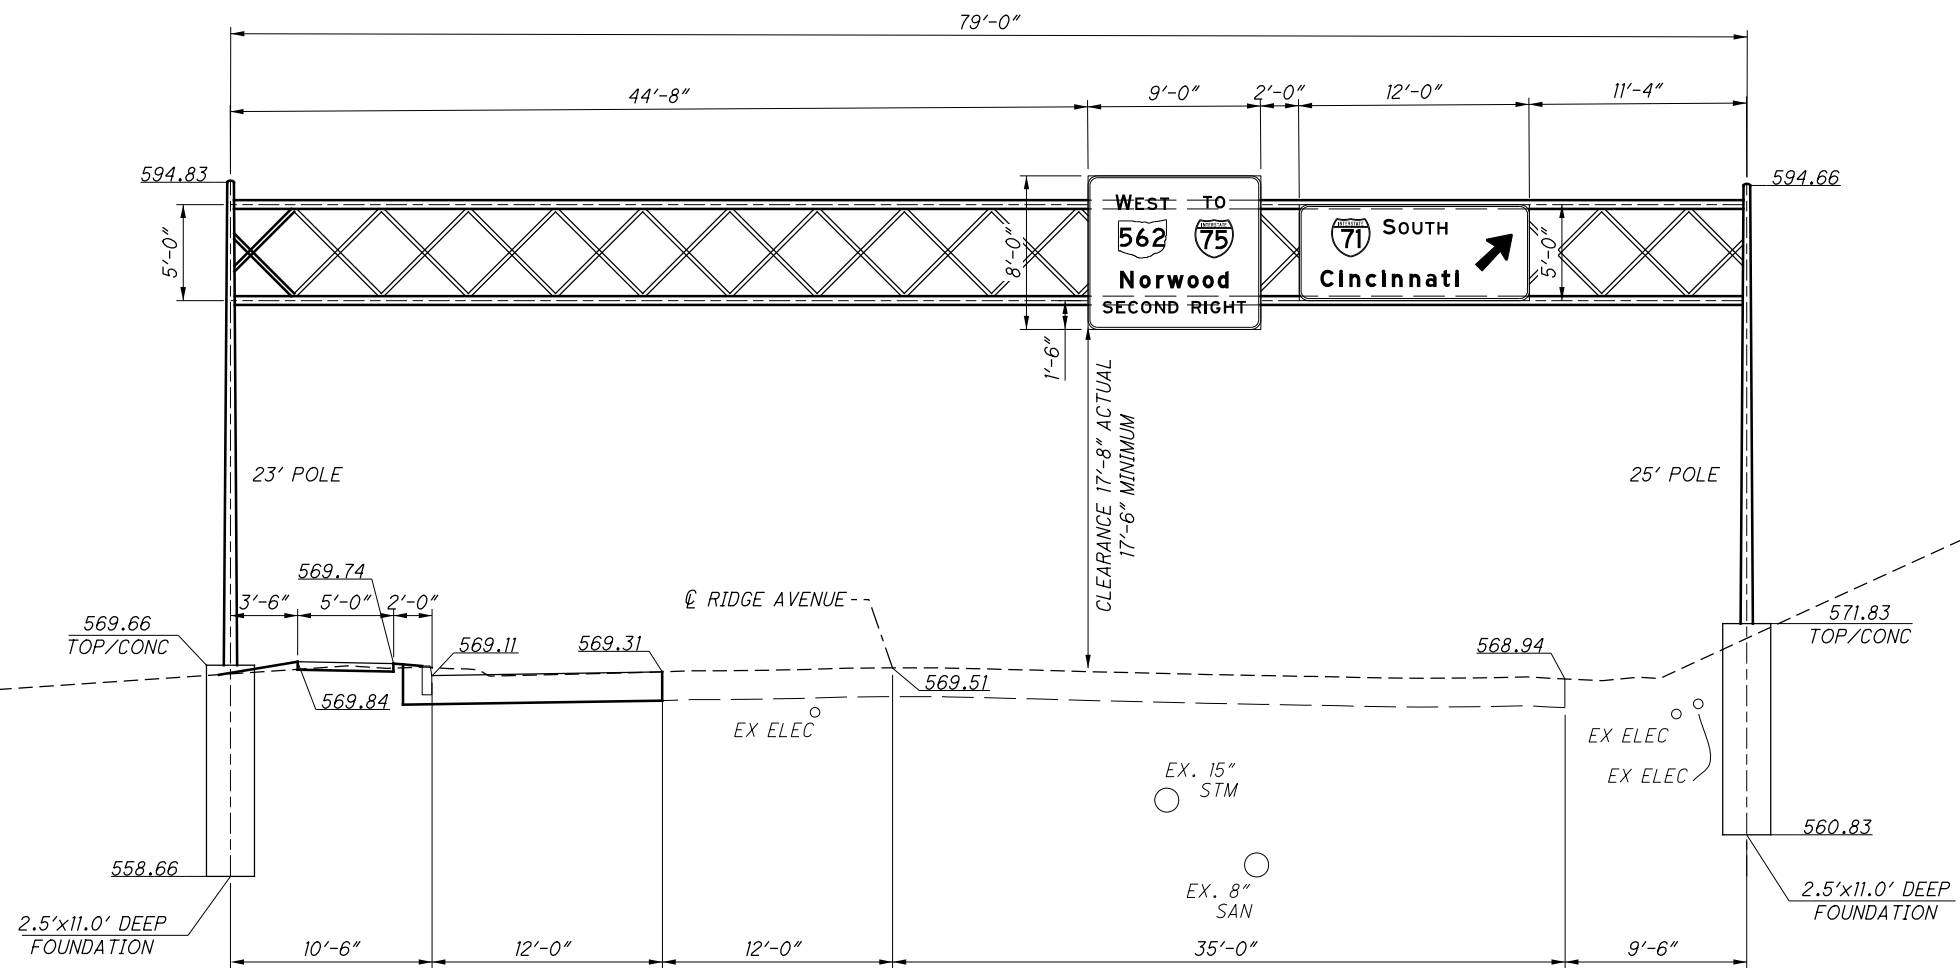 79'-0"
44'-8"
9'-0"
2'-0"
12'-0"
11'-4"
594.83
594.66
5'-0"
8'-0"
WEST TO
562
INTERSTATE
75
Norwood
SECOND RIGHT
INTERSTATE
71
SOUTH
Cincinnati
5'-0"
1'-6"
CLEARANCE 17'-8" ACTUAL
17'-6" MINIMUM
23' POLE
25' POLE
569.74
3'-6"
5'-0"
2'-0"
℄ RIDGE AVENUE
569.66
TOP/CONC
571.83
TOP/CONC
569.11
569.31
568.94
569.84
569.51
EX ELEC
EX ELEC
EX ELEC
EX. 15"
STM
560.83
558.66
EX. 8"
SAN
2.5'x11.0' DEEP
FOUNDATION
2.5'x11.0' DEEP
FOUNDATION
10'-6"
12'-0"
12'-0"
35'-0"
9'-6"